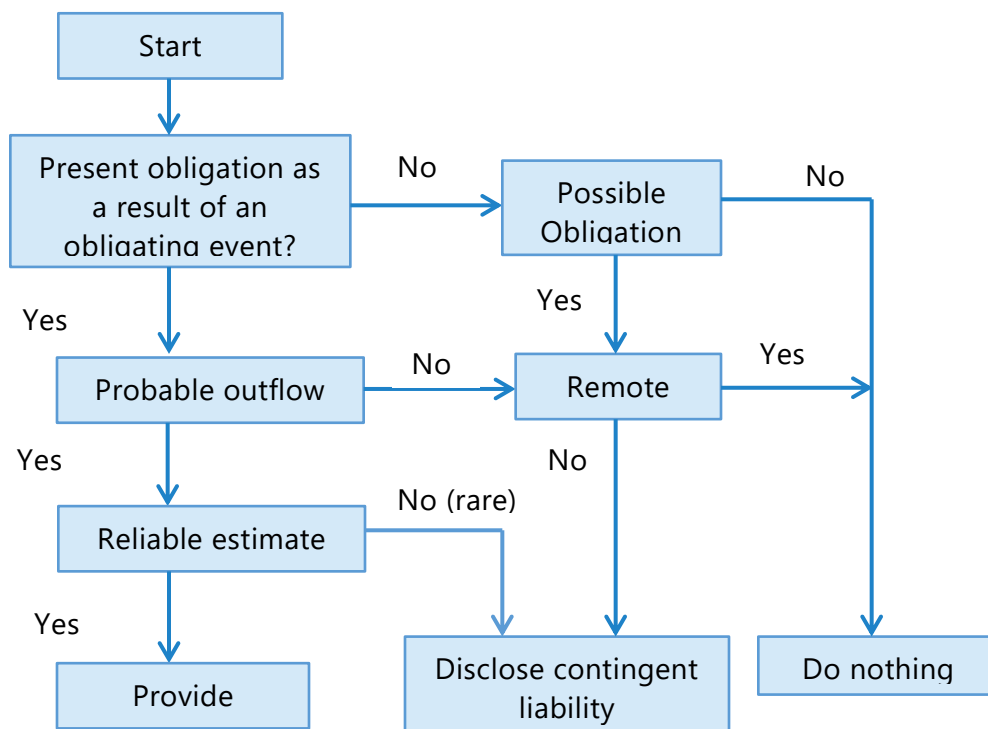 Start
Present obligation as
a result of an
obligating event?
No
Possible
Obligation
No
Yes
Yes
Probable outflow
No
Remote
Yes
Yes
No
No (rare)
Reliable estimate
Yes
Provide
Disclose contingent
liability
Do nothing